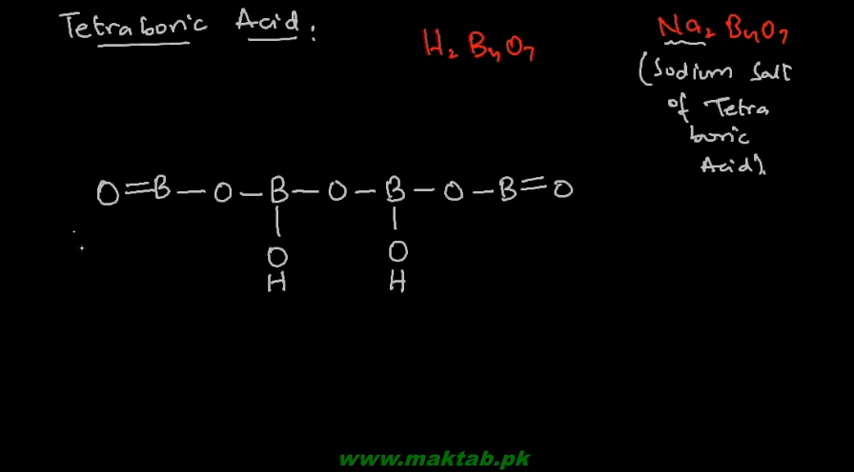 Tetraboric Acid:
H₂B₄O₇
Na₂B₄O₇
(Sodium Salt
of Tetra
boric
Acid)
O=B-O-B-O-B-O-B=O
O O
H H
www.maktab.pk